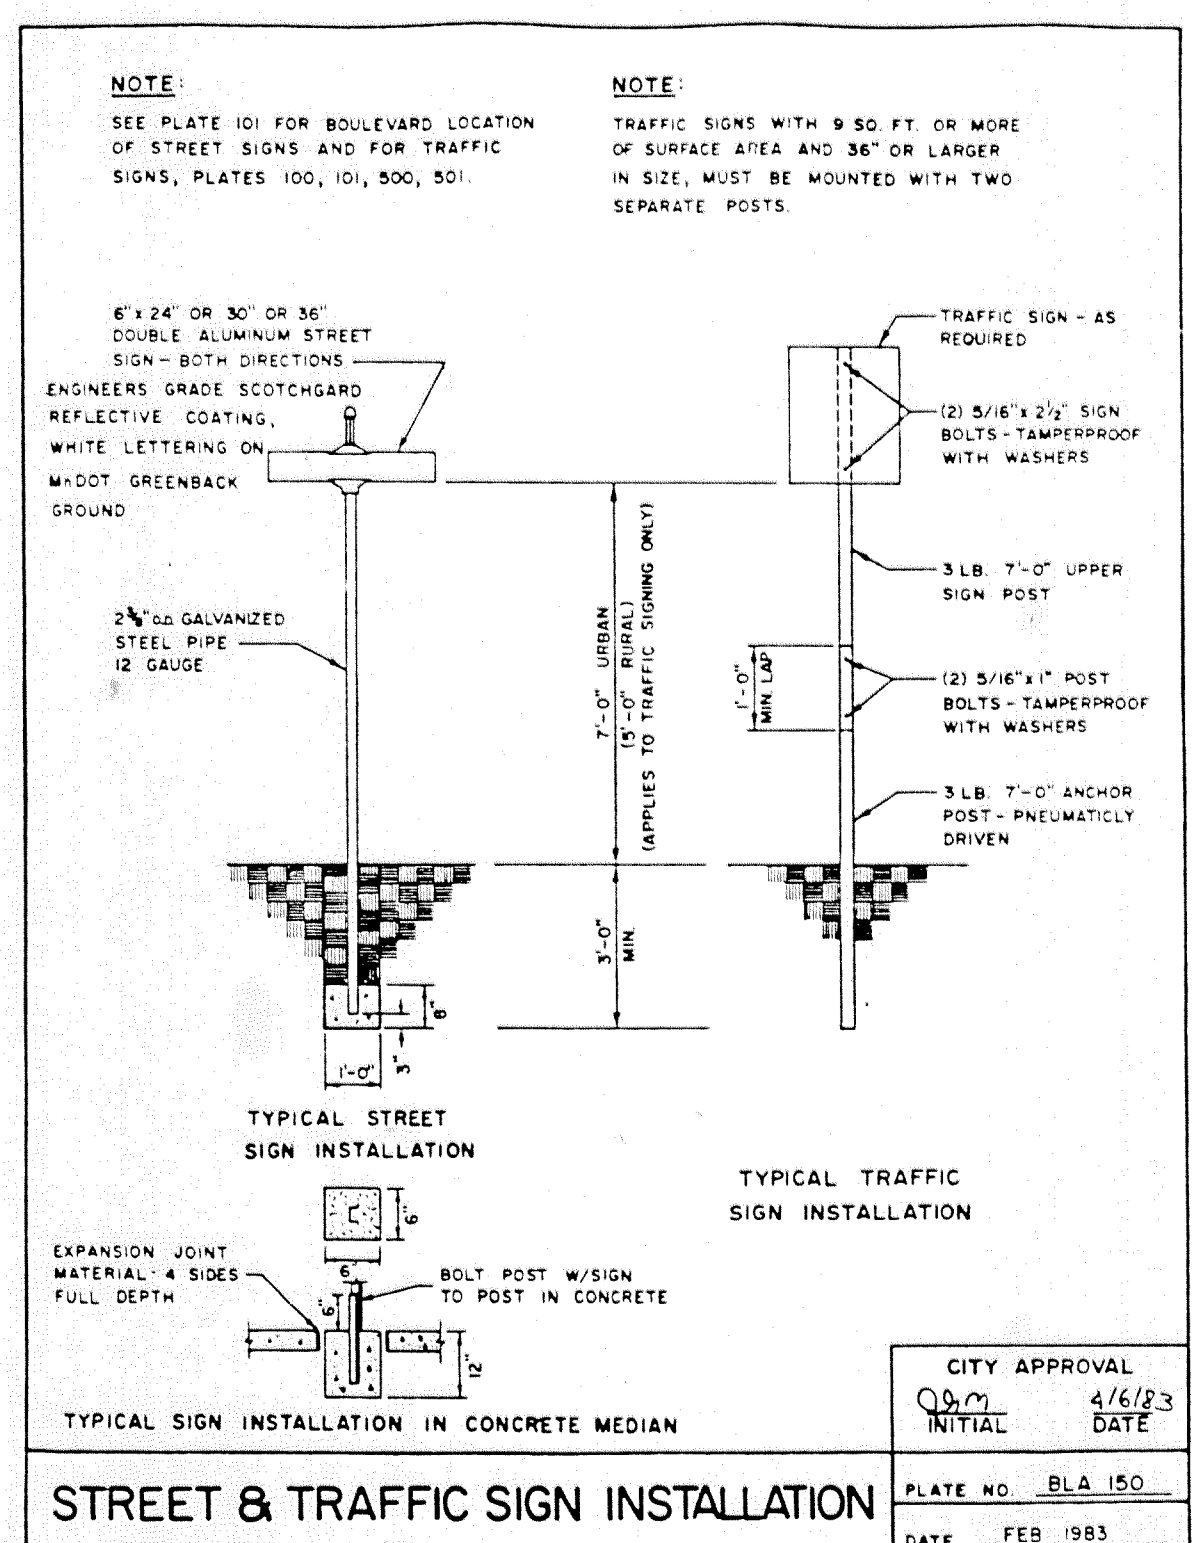 NOTE:
SEE PLATE 101 FOR BOULEVARD LOCATION
OF STREET SIGNS AND FOR TRAFFIC
SIGNS, PLATES 100, 101, 500, 501.
NOTE:
TRAFFIC SIGNS WITH 9 SQ. FT. OR MORE
OF SURFACE AREA AND 36" OR LARGER
IN SIZE, MUST BE MOUNTED WITH TWO
SEPARATE POSTS.
6" x 24" OR 30" OR 36"
DOUBLE ALUMINUM STREET
SIGN - BOTH DIRECTIONS
ENGINEERS GRADE SCOTCHGARD
REFLECTIVE COATING,
WHITE LETTERING ON
MnDOT GREENBACK
GROUND
2 3/8" O.D. GALVANIZED
STEEL PIPE
12 GAUGE
7'-0" URBAN
(5'-0" RURAL)
(APPLIES TO TRAFFIC SIGNING ONLY)
3'-0"
MIN.
8"
3"
1'-0"
TYPICAL STREET
SIGN INSTALLATION
TRAFFIC SIGN - AS
REQUIRED
(2) 5/16" x 2 1/2" SIGN
BOLTS - TAMPERPROOF
WITH WASHERS
3 LB. 7'-0" UPPER
SIGN POST
1'-0"
MIN. LAP
(2) 5/16" x 1" POST
BOLTS - TAMPERPROOF
WITH WASHERS
3 LB. 7'-0" ANCHOR
POST - PNEUMATICLY
DRIVEN
TYPICAL TRAFFIC
SIGN INSTALLATION
6"
6"
EXPANSION JOINT
MATERIAL - 4 SIDES
FULL DEPTH
6"
BOLT POST W/SIGN
TO POST IN CONCRETE
12"
TYPICAL SIGN INSTALLATION IN CONCRETE MEDIAN
CITY APPROVAL
4/6/83
INITIAL DATE
STREET & TRAFFIC SIGN INSTALLATION
PLATE NO. BLA 150
DATE FEB 1983